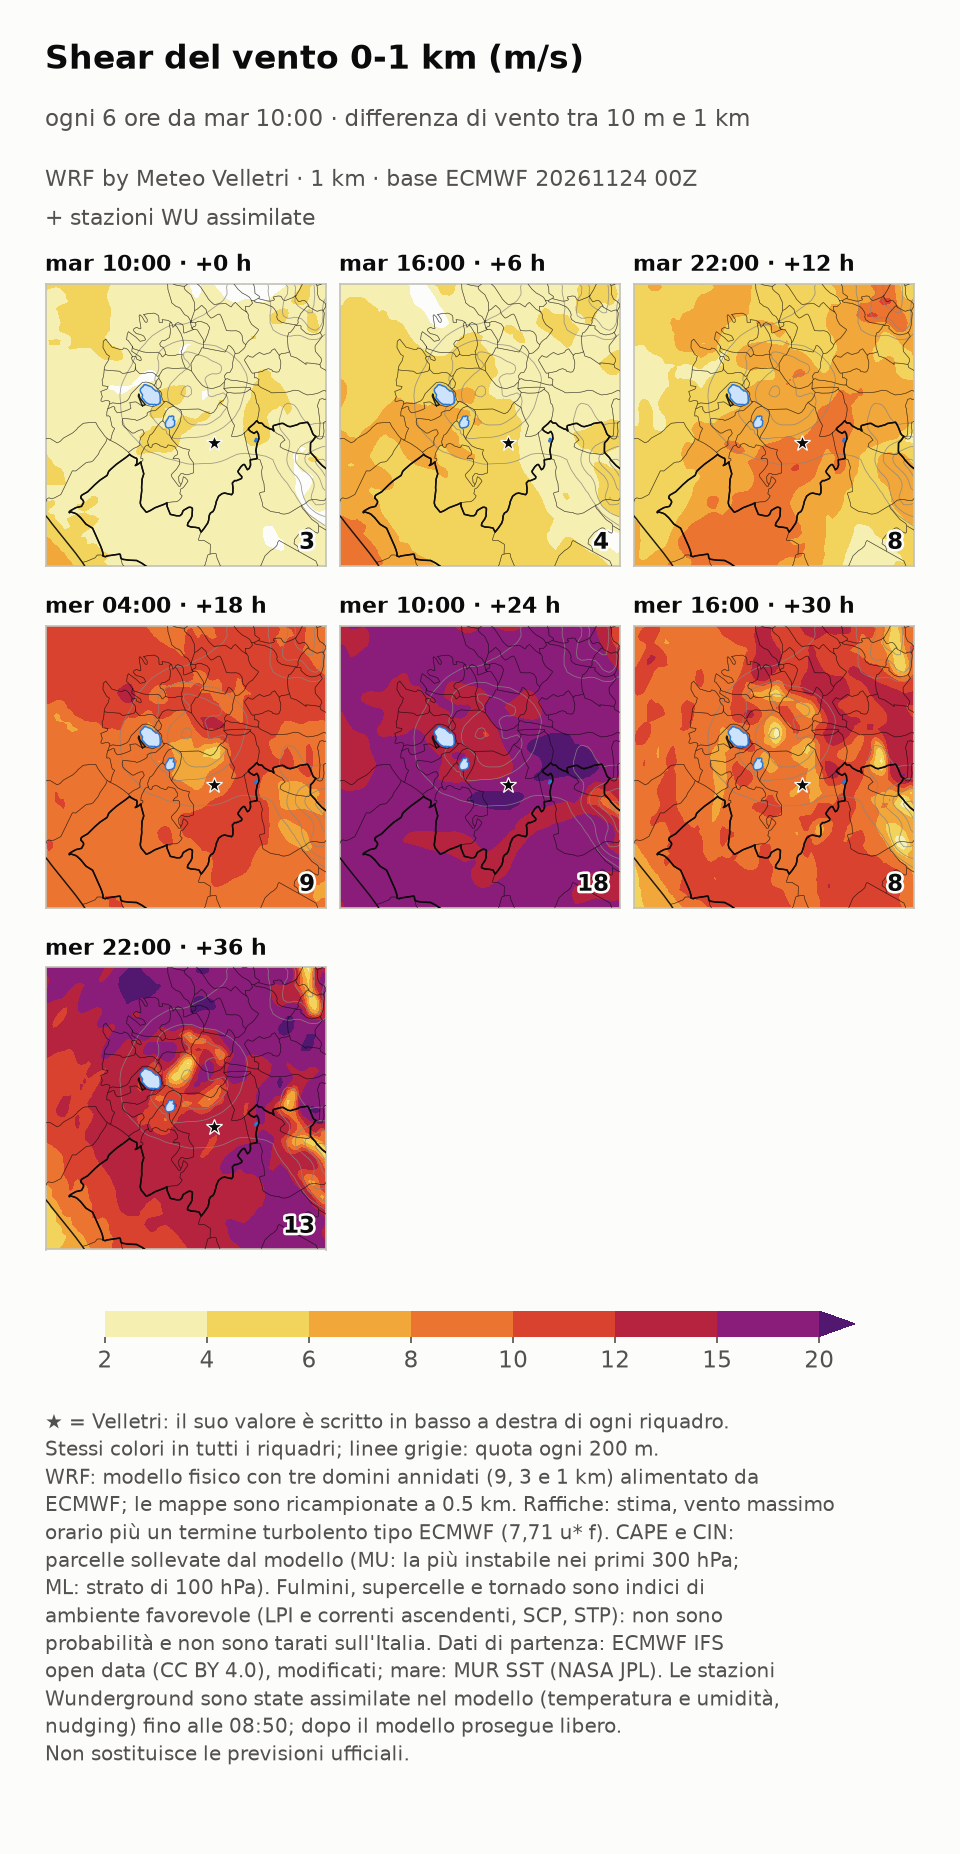 Shear del vento 0-1 km (m/s)
ogni 6 ore da mar 10:00 · differenza di vento tra 10 m e 1 km
WRF by Meteo Velletri · 1 km · base ECMWF 20261124 00Z
+ stazioni WU assimilate
mar 10:00 · +0 h
mar 16:00 · +6 h
mar 22:00 · +12 h
3
4
8
mer 04:00 · +18 h
mer 10:00 · +24 h
mer 16:00 · +30 h
9
18
8
mer 22:00 · +36 h
13
2 4 6 8 10 12 15 20
★ = Velletri: il suo valore è scritto in basso a destra di ogni riquadro.
Stessi colori in tutti i riquadri; linee grigie: quota ogni 200 m.
WRF: modello fisico con tre domini annidati (9, 3 e 1 km) alimentato da
ECMWF; le mappe sono ricampionate a 0.5 km. Raffiche: stima, vento massimo
orario più un termine turbolento tipo ECMWF (7,71 u* f). CAPE e CIN:
parcelle sollevate dal modello (MU: la più instabile nei primi 300 hPa;
ML: strato di 100 hPa). Fulmini, supercelle e tornado sono indici di
ambiente favorevole (LPI e correnti ascendenti, SCP, STP): non sono
probabilità e non sono tarati sull'Italia. Dati di partenza: ECMWF IFS
open data (CC BY 4.0), modificati; mare: MUR SST (NASA JPL). Le stazioni
Wunderground sono state assimilate nel modello (temperatura e umidità,
nudging) fino alle 08:50; dopo il modello prosegue libero.
Non sostituisce le previsioni ufficiali.